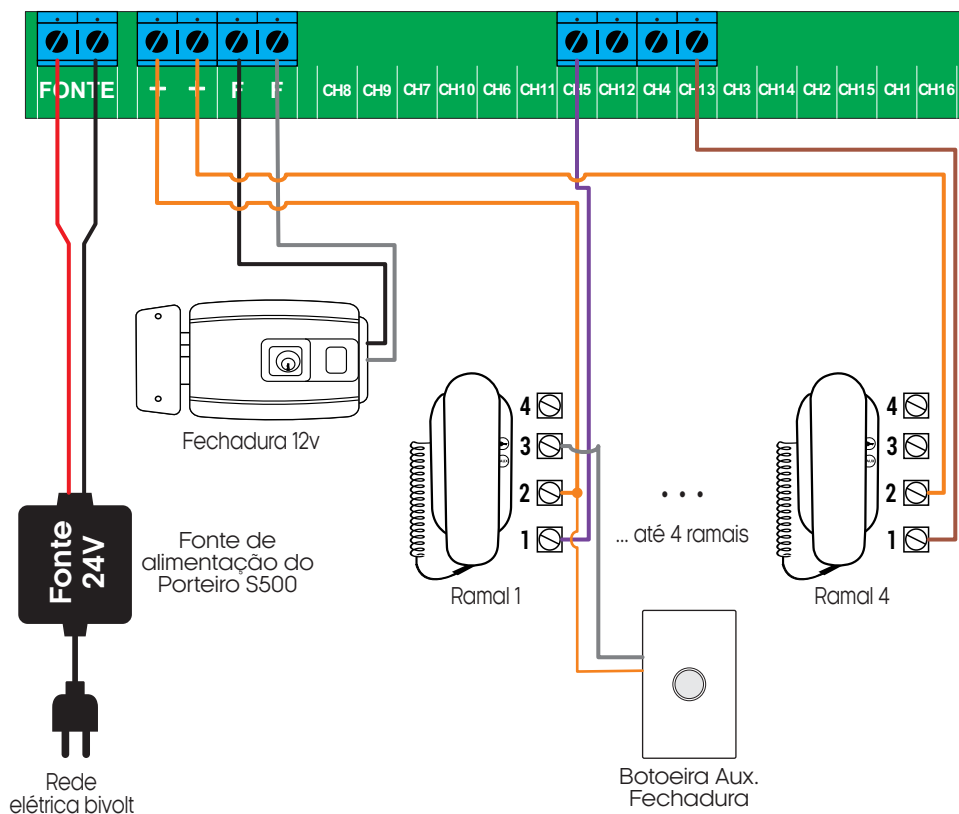 FONTE
+ + F F
CH8 CH9 CH7 CH10 CH6 CH11 CH5 CH12 CH4 CH13 CH3 CH14 CH2 CH15 CH1 CH16
Fechadura 12v
4
3
2
1
Ramal 1
...
... até 4 ramais
4
3
2
1
Ramal 4
Fonte
24V
Fonte de
alimentação do
Porteiro S500
Rede
elétrica bivolt
Botoeira Aux.
Fechadura